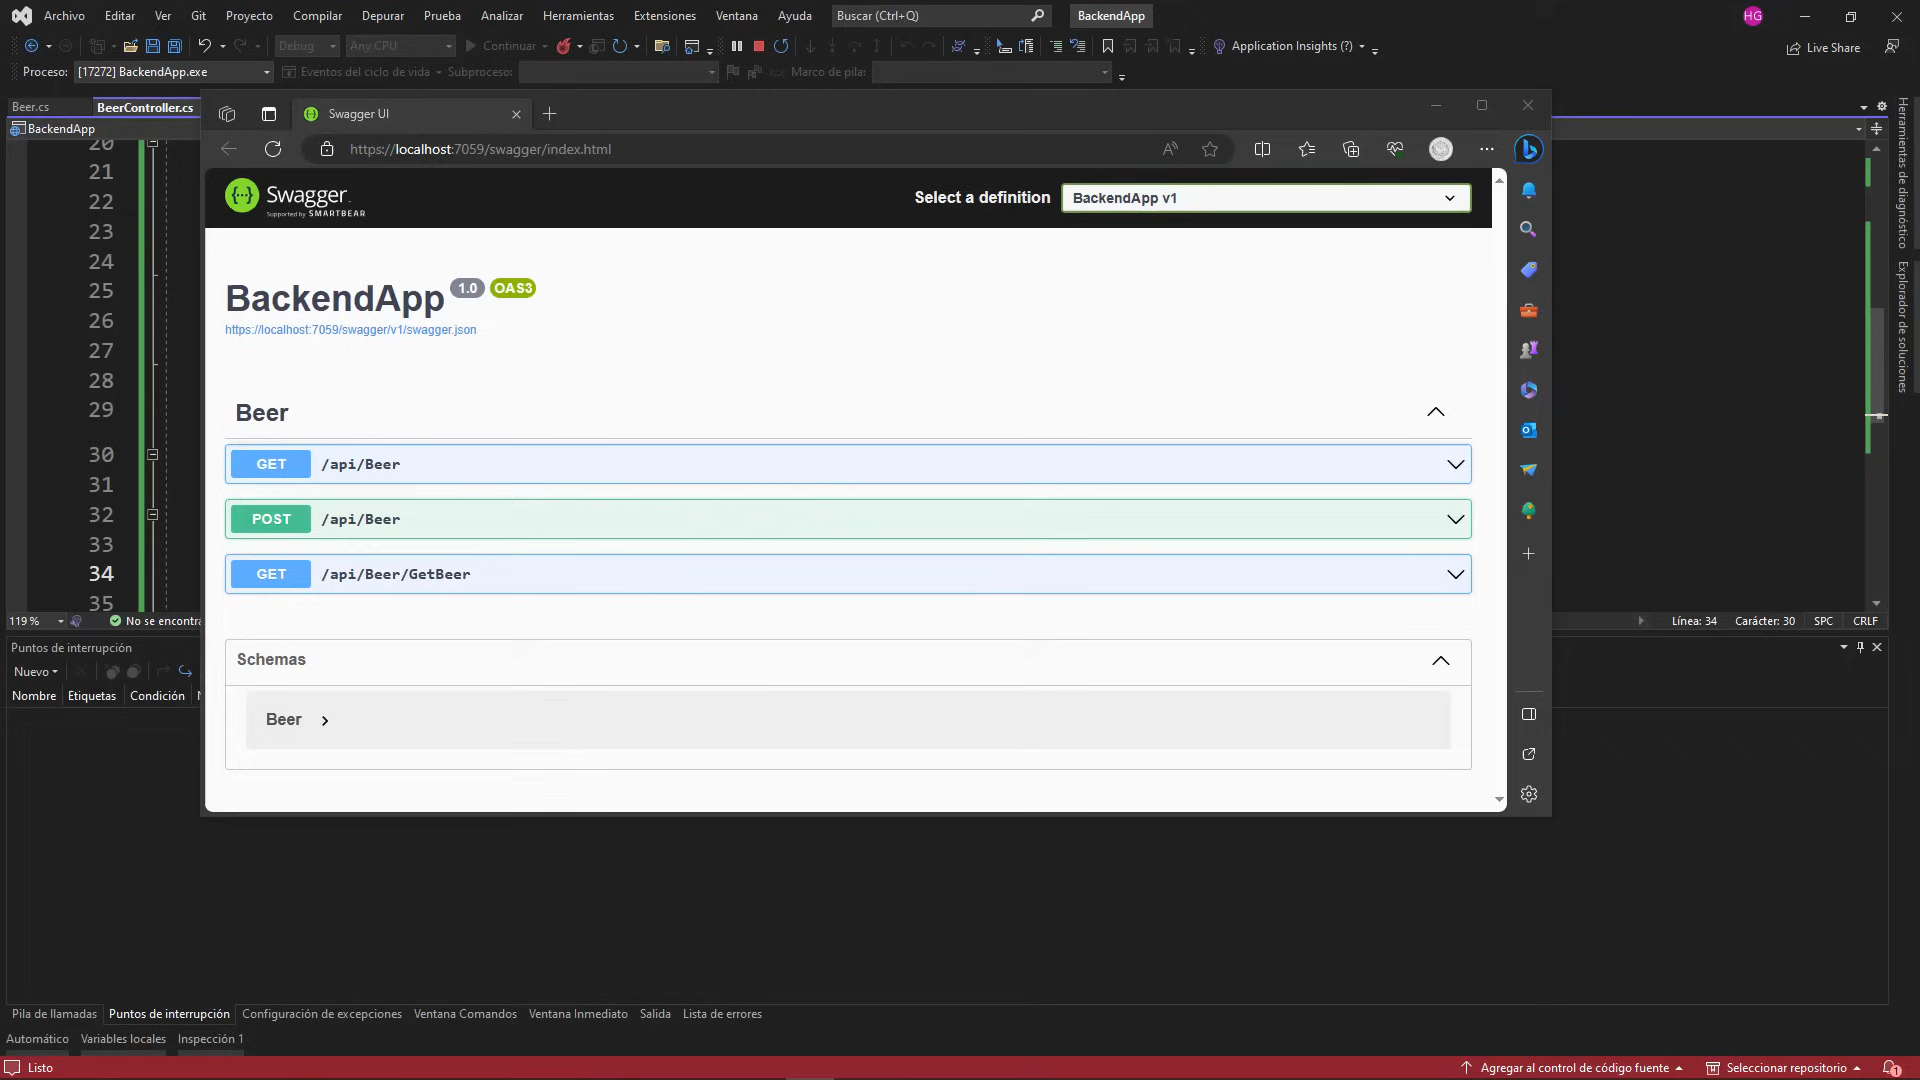 Archivo Editar Ver Git Proyecto Compilar Depurar Prueba Analizar Herramientas Extensiones Ventana Ayuda Buscar (Ctrl+Q) BackendApp HG
Debug Any CPU Continuar Application Insights (?) Live Share
Proceso: [17272] BackendApp.exe Eventos del ciclo de vida Subproceso: Marco de pila:
Beer.cs BeerController.cs
BackendApp
Swagger UI
https://localhost:7059/swagger/index.html
Swagger
Supported by SMARTBEAR
Select a definition BackendApp v1
BackendApp 1.0 OAS3
https://localhost:7059/swagger/v1/swagger.json
Beer
GET /api/Beer
POST /api/Beer
GET /api/Beer/GetBeer
Schemas
Beer
20
21
22
23
24
25
26
27
28
29
30
31
32
33
34
35
119 % No se encontra
Línea: 34 Carácter: 30 SPC CRLF
Puntos de interrupción
Nuevo
Nombre Etiquetas Condición
Herramientas de diagnóstico
Explorador de soluciones
Pila de llamadas Puntos de interrupción Configuración de excepciones Ventana Comandos Ventana Inmediato Salida Lista de errores
Automático Variables locales Inspección 1
Listo Agregar al control de código fuente Seleccionar repositorio 1